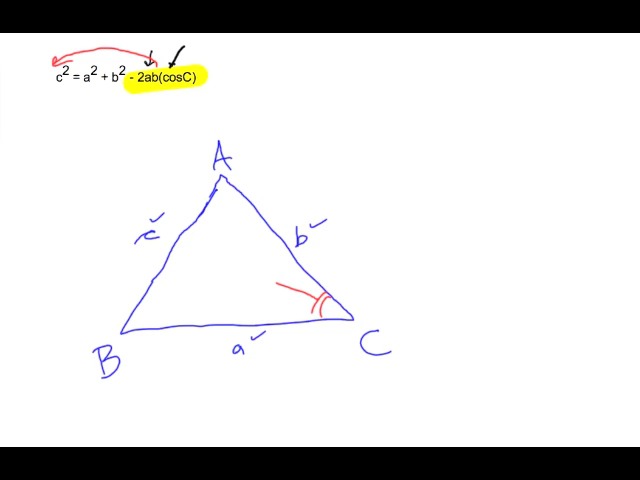 c² = a² + b² - 2ab(cosC)
A
c
b
B
a
C